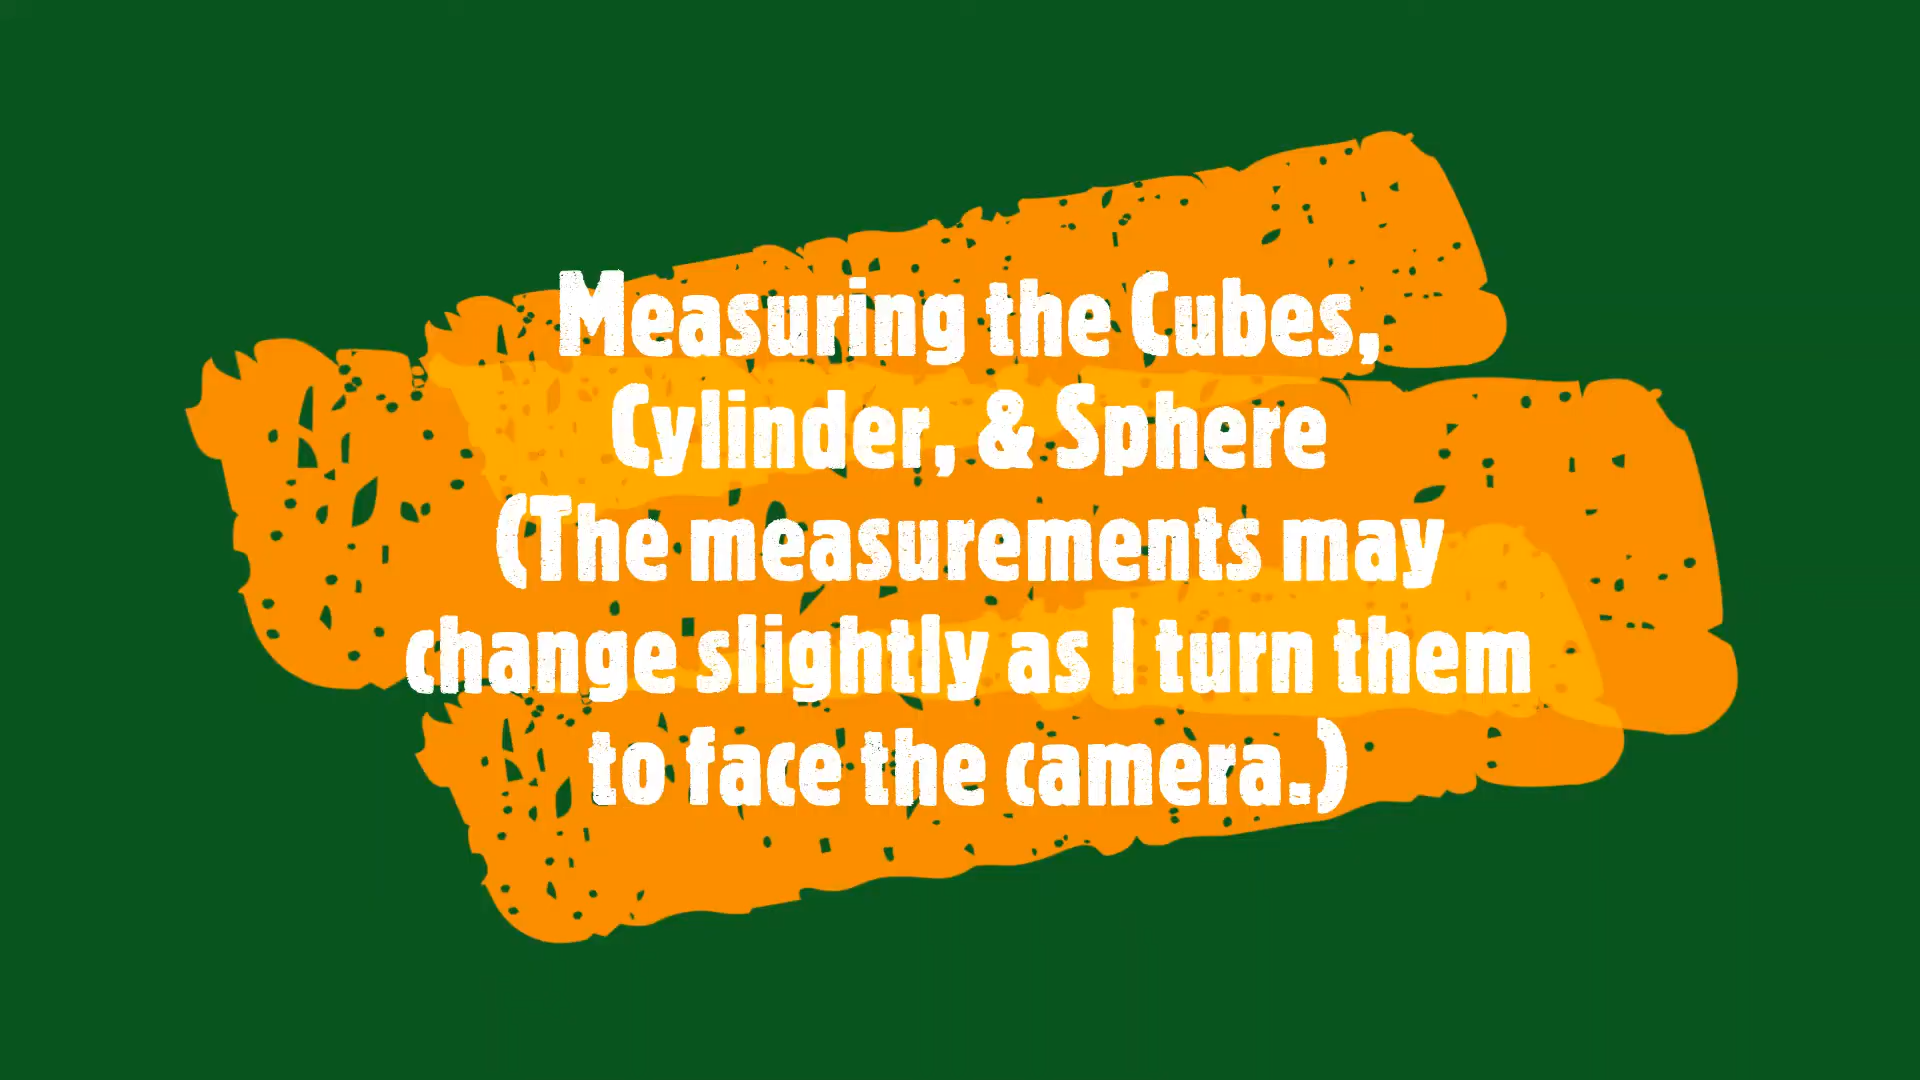 Measuring the Cubes,
Cylinder, & Sphere
(The measurements may
change slightly as I turn them
to face the camera.)